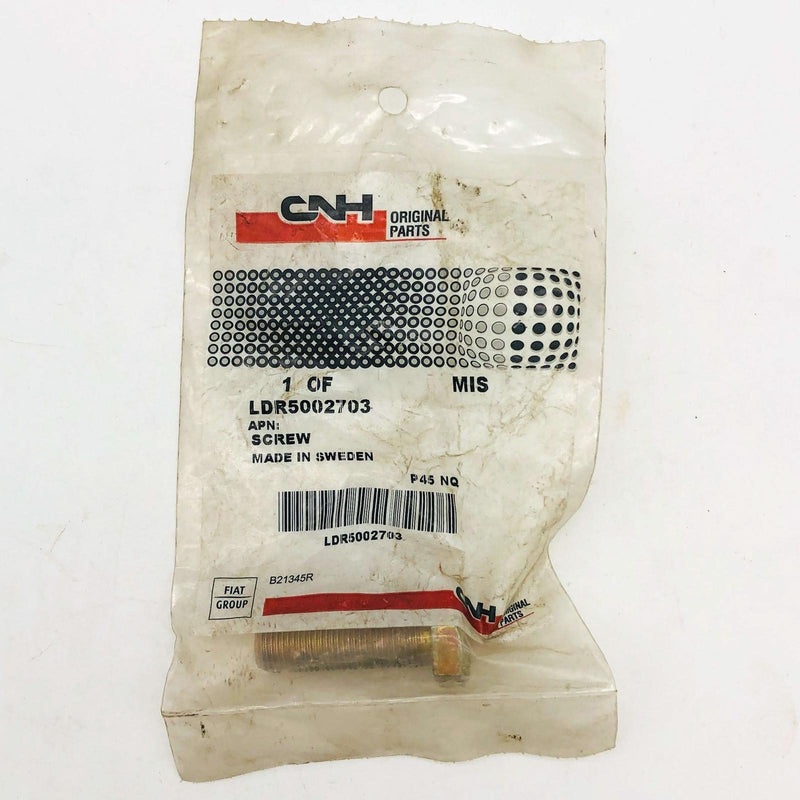 CNH ORIGINAL
PARTS
1 OF MIS
LDR5002703
APN:
SCREW
MADE IN SWEDEN
P45 NQ
LDR5002703
B21345R
FIAT
GROUP
CNH ORIGINAL
PARTS